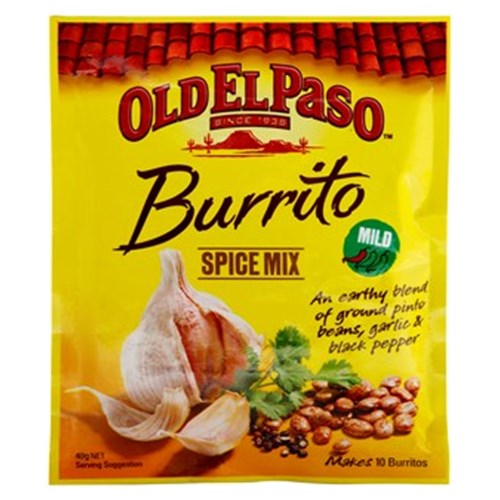 OLD EL PASO
SINCE 1938
™
Burrito
SPICE MIX
MILD
An earthy blend
of ground pinto
beans, garlic &
black pepper
40g NET
Serving Suggestion
Makes 10 Burritos